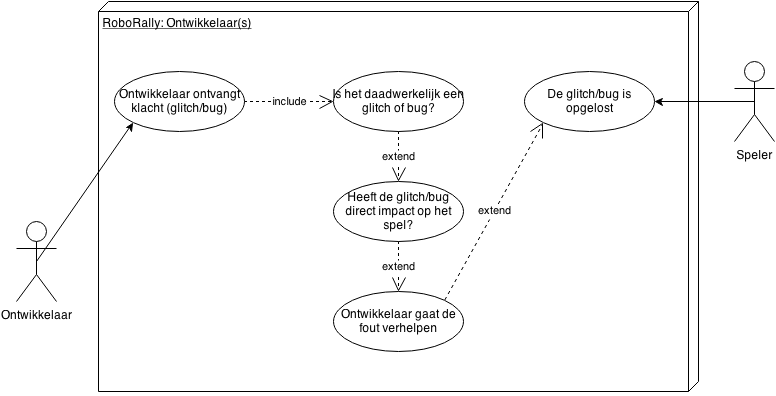 RoboRally: Ontwikkelaar(s)
Ontwikkelaar ontvangt
klacht (glitch/bug)
include
Is het daadwerkelijk een
glitch of bug?
De glitch/bug is
opgelost
Speler
extend
Heeft de glitch/bug
direct impact op het
spel?
extend
extend
Ontwikkelaar
Ontwikkelaar gaat de
fout verhelpen